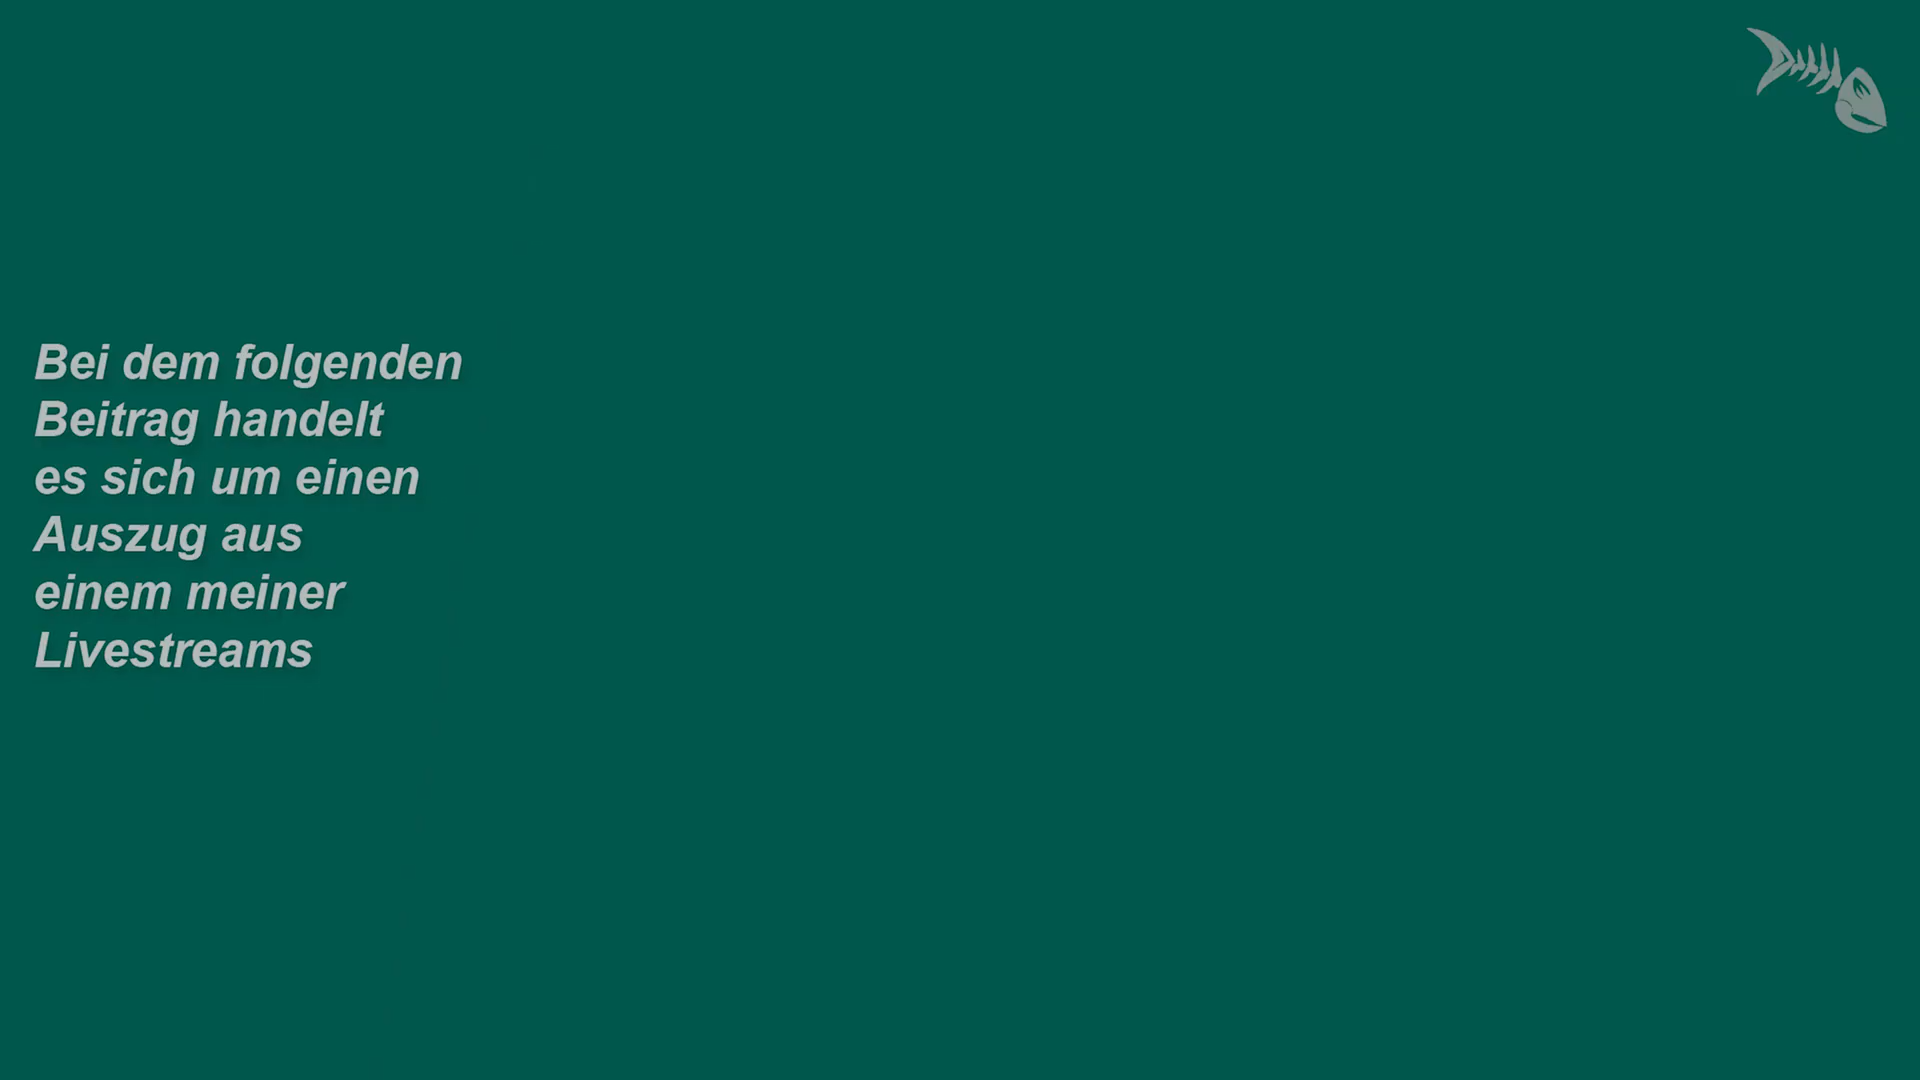 Bei dem folgenden
Beitrag handelt
es sich um einen
Auszug aus
einem meiner
Livestreams